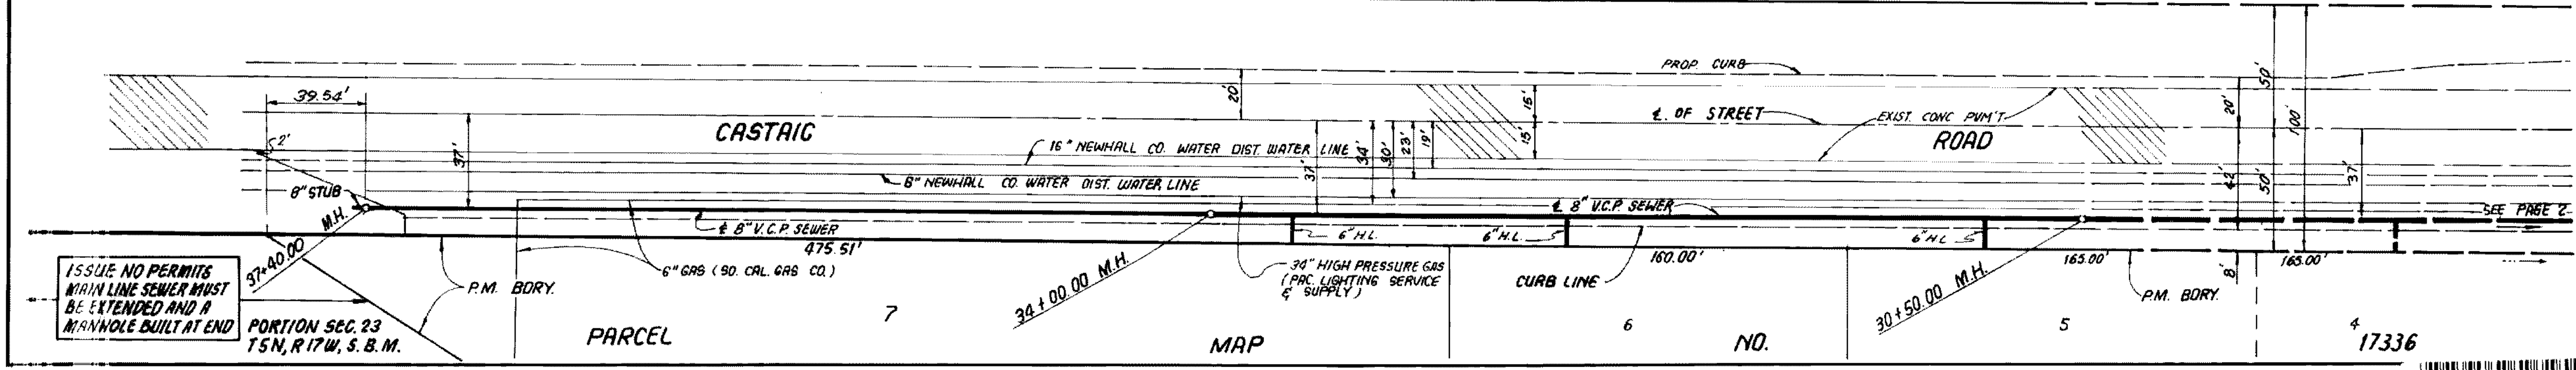 PROP. CURB
39.54'
20'
15'
15'
20'
50'
100'
CASTAIC
℄ OF STREET
EXIST. CONC PVM'T.
ROAD
2'
37'
16" NEWHALL CO. WATER DIST. WATER LINE
37'
34'
30'
23'
19'
42'
50'
37'
8" STUB
8" NEWHALL CO. WATER DIST. WATER LINE
℄ 8" V.C.P. SEWER
SEE PAGE 2
℄ 8" V.C.P. SEWER
475.51'
6" H.L.
6" H.L.
6" H.L
160.00'
165.00'
165.00'
8'
37+40.00 M.H.
6" GAS (SO. CAL. GAS CO.)
34" HIGH PRESSURE GAS
(PAC. LIGHTING SERVICE
& SUPPLY)
CURB LINE
P.M. BDRY.
P.M. BDRY.
34+00.00 M.H.
30+50.00 M.H.
ISSUE NO PERMITS
MAIN LINE SEWER MUST
BE EXTENDED AND A
MANHOLE BUILT AT END
PORTION SEC. 23
T5N, R17W, S.B.M.
7
6
5
4
PARCEL
MAP
NO.
17336